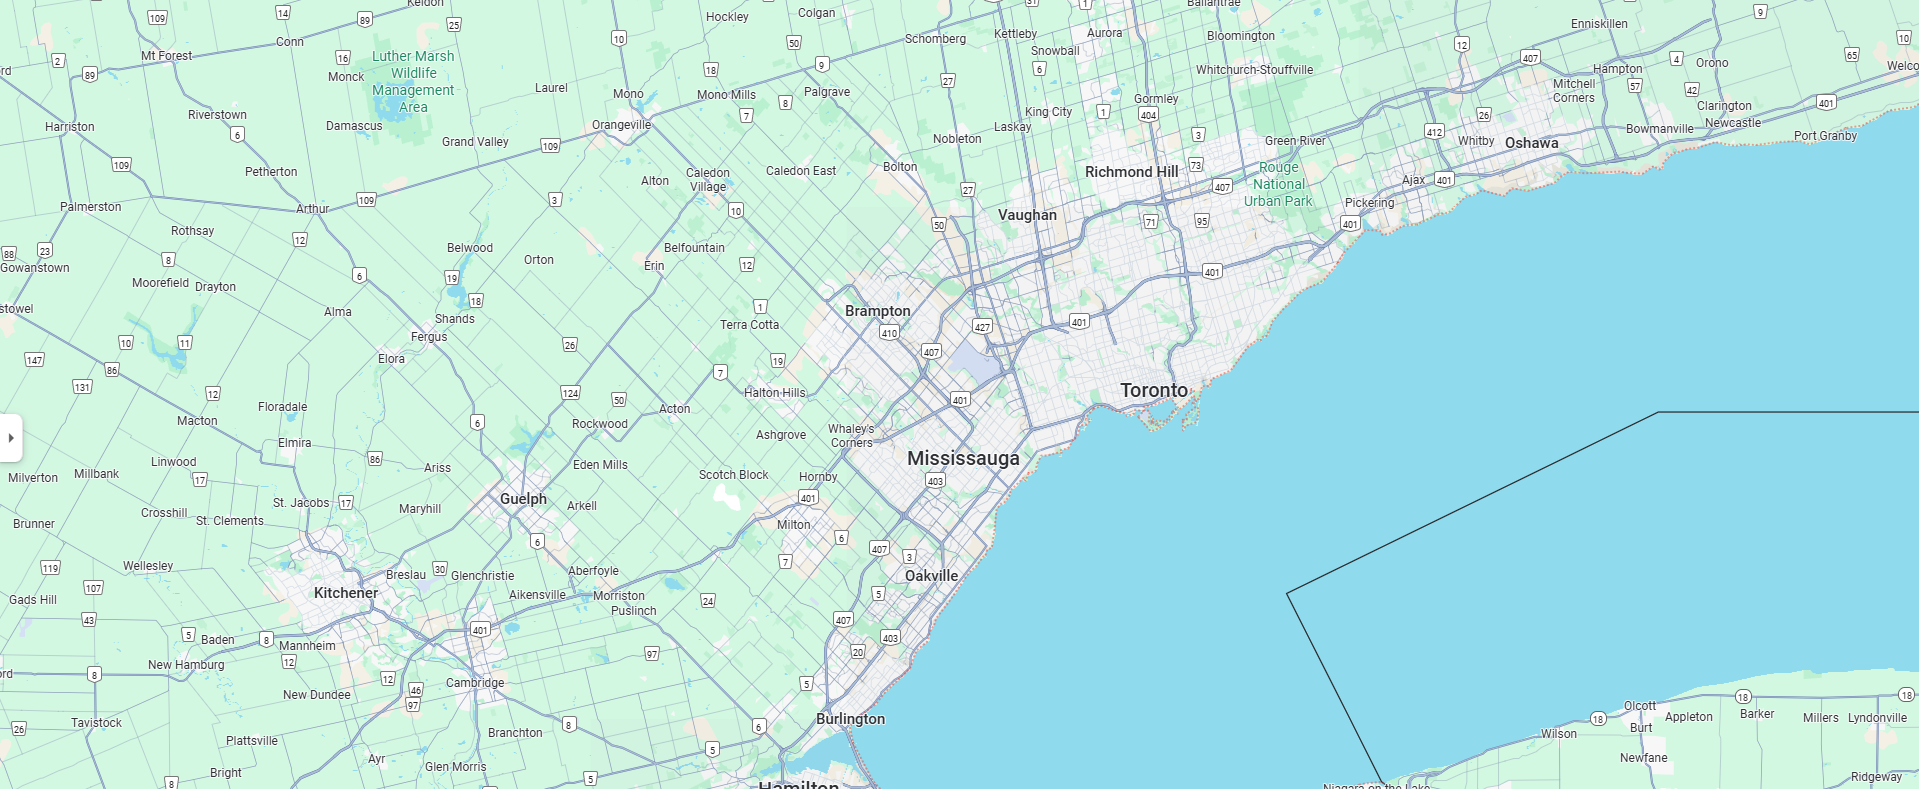 Keldon
Hockley
Colgan
Ballantrae
Enniskillen
109
14
89
25
31
1
9
Mt Forest
Conn
10
50
Schomberg
Kettleby
Aurora
Bloomington
12
407
10
2
89
16
Monck
Luther Marsh
Wildlife
Management
Area
18
9
27
Snowball
6
Whitchurch-Stouffville
Hampton
4
Orono
65
Welco
rd
Laurel
Mono
Mono Mills
8
Palgrave
King City
1
Gormley
404
Mitchell
Corners
57
42
Clarington
401
Harriston
Riverstown
6
Damascus
Grand Valley
109
Orangeville
7
Nobleton
Laskay
3
Green River
412
26
Whitby
Oshawa
Bowmanville
Newcastle
Port Granby
109
Petherton
Alton
Caledon
Village
Caledon East
Bolton
Richmond Hill
73
407
Rouge
National
Urban Park
Ajax
401
Palmerston
Arthur
109
3
10
27
Vaughan
71
95
Pickering
401
Rothsay
12
50
88
23
Gowanstown
8
Belwood
Orton
Belfountain
Erin
12
401
Moorefield
Drayton
6
19
18
stowel
Alma
Shands
Fergus
1
Terra Cotta
Brampton
410
427
401
10
11
147
86
Elora
26
407
19
131
12
7
124
50
Halton Hills
401
Toronto
Macton
Floradale
6
Acton
Rockwood
Ashgrove
Whaley's
Corners
Elmira
86
Ariss
Eden Mills
Mississauga
Linwood
Milverton
Millbank
17
Scotch Block
Hornby
403
St. Jacobs
17
Guelph
401
Crosshill
St. Clements
Maryhill
Arkell
Brunner
Milton
6
6
407
3
7
119
Wellesley
Breslau
30
Glenchristie
Aberfoyle
Oakville
107
Kitchener
Aikensville
Morriston
Puslinch
24
5
Gads Hill
43
5
Baden
8
401
407
403
Mannheim
12
97
20
New Hamburg
rd
8
12
46
97
Cambridge
5
New Dundee
18
18
Olcott
26
Tavistock
8
6
Burlington
18
Appleton
Barker
Millers
Lyndonville
Burt
Wilson
Plattsville
Branchton
5
Ayr
Glen Morris
Newfane
Bright
8
5
Hamilton
Niagara on the Lake
Ridgeway